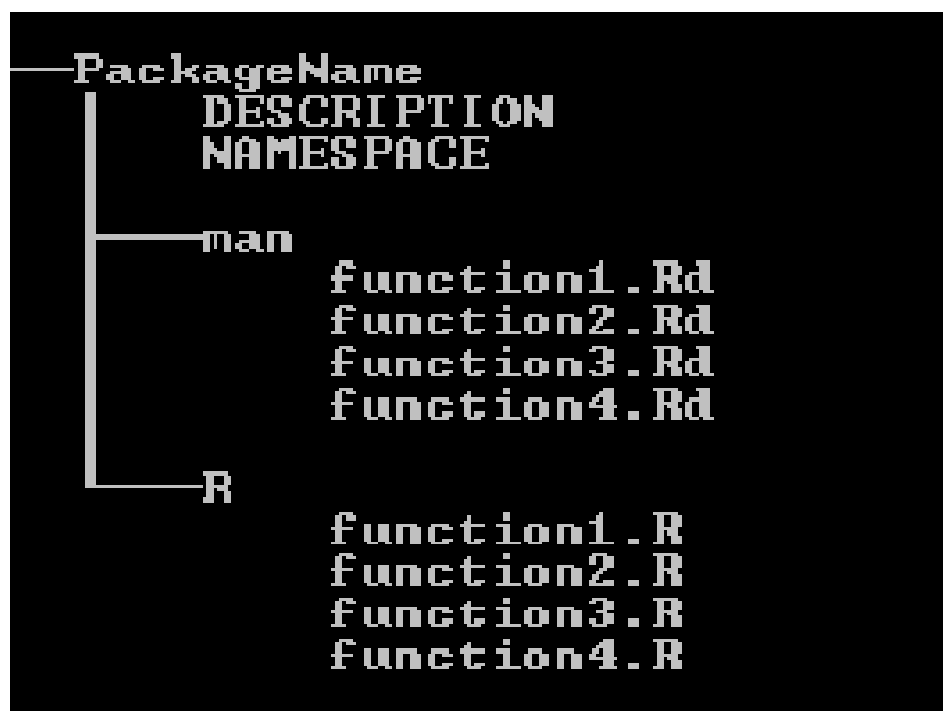 PackageName
DESCRIPTION
NAMESPACE
man
function1.Rd
function2.Rd
function3.Rd
function4.Rd
R
function1.R
function2.R
function3.R
function4.R